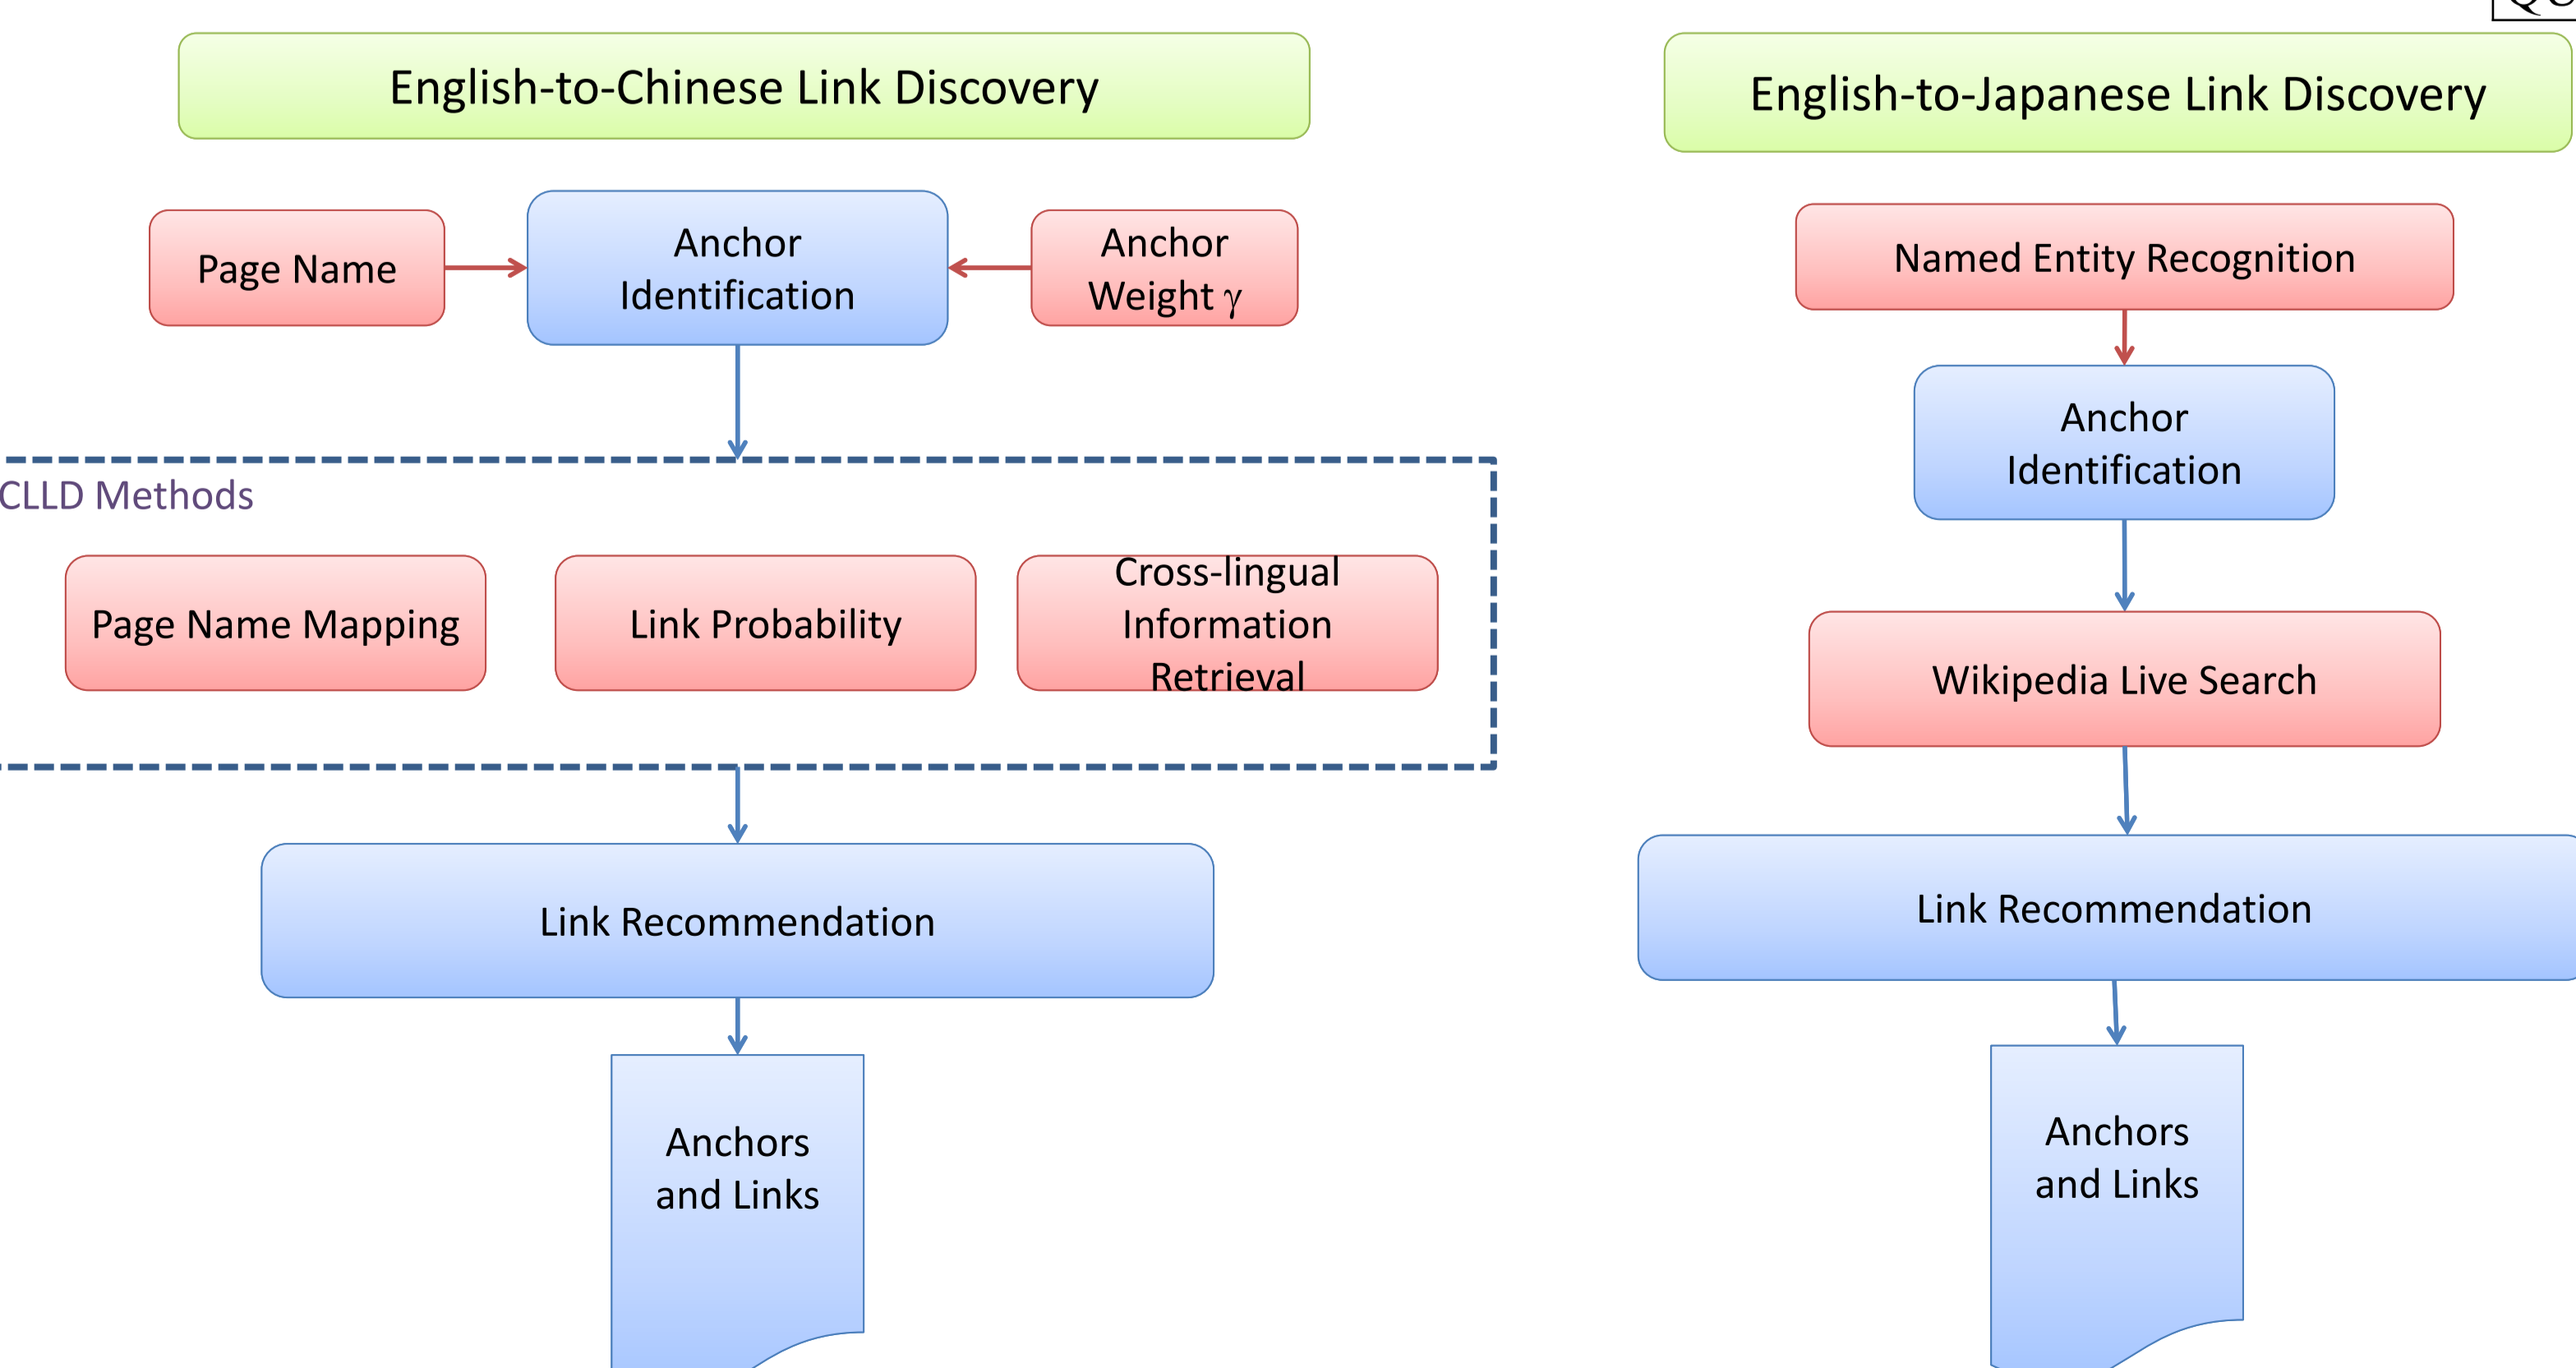 English-to-Chinese Link Discovery
Page Name
Anchor
Identification
Anchor
Weight γ
CLLD Methods
Page Name Mapping
Link Probability
Cross-lingual
Information
Retrieval
Link Recommendation
Anchors
and Links
English-to-Japanese Link Discovery
Named Entity Recognition
Anchor
Identification
Wikipedia Live Search
Link Recommendation
Anchors
and Links